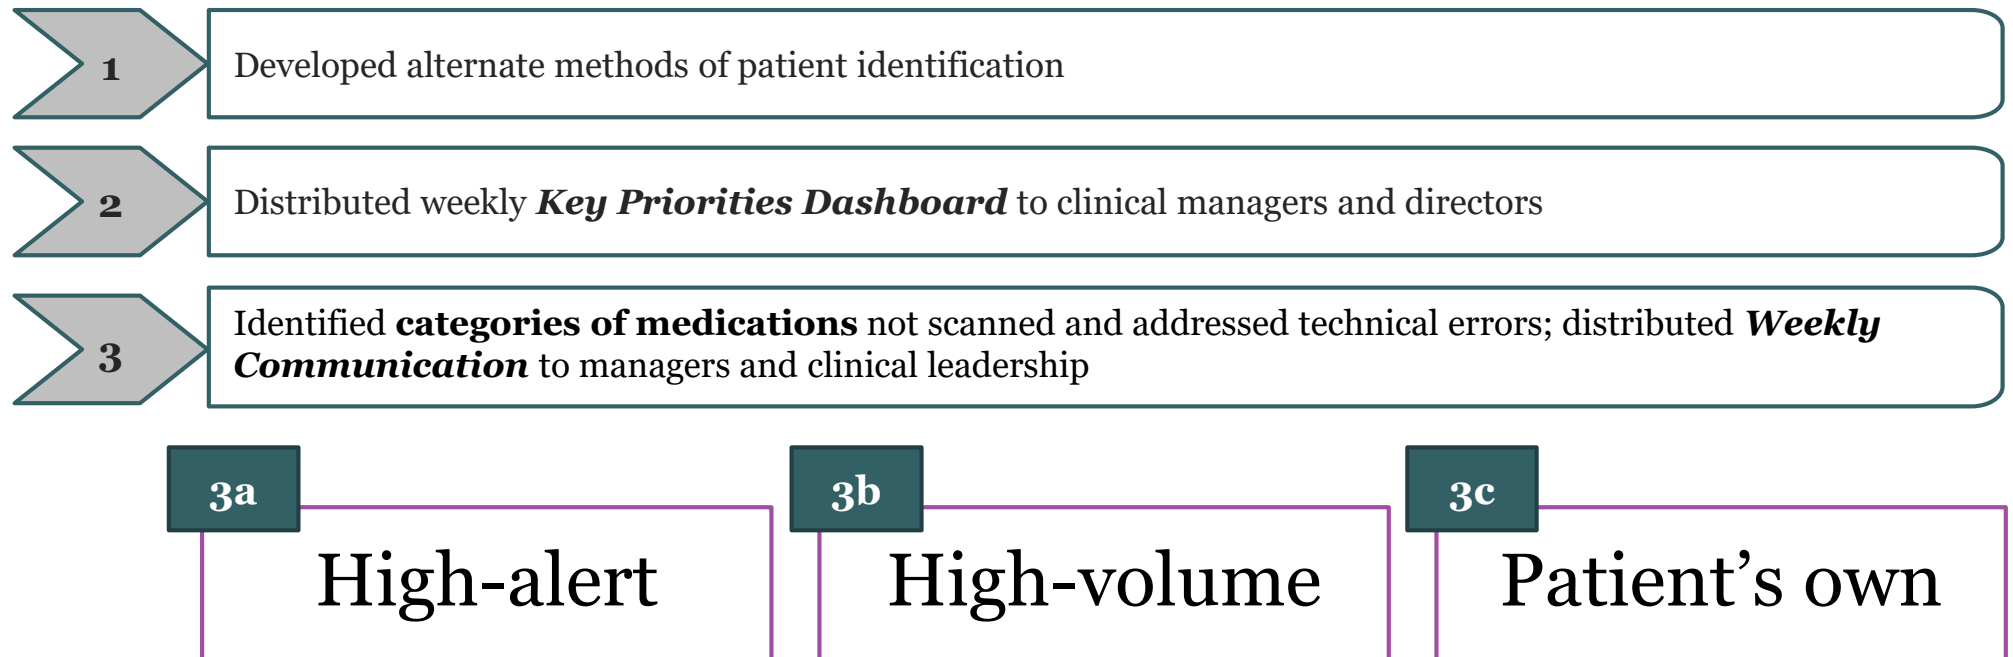 1
Developed alternate methods of patient identification
2
Distributed weekly Key Priorities Dashboard to clinical managers and directors
3
Identified categories of medications not scanned and addressed technical errors; distributed Weekly
Communication to managers and clinical leadership
3a
High-alert
3b
High-volume
3c
Patient’s own